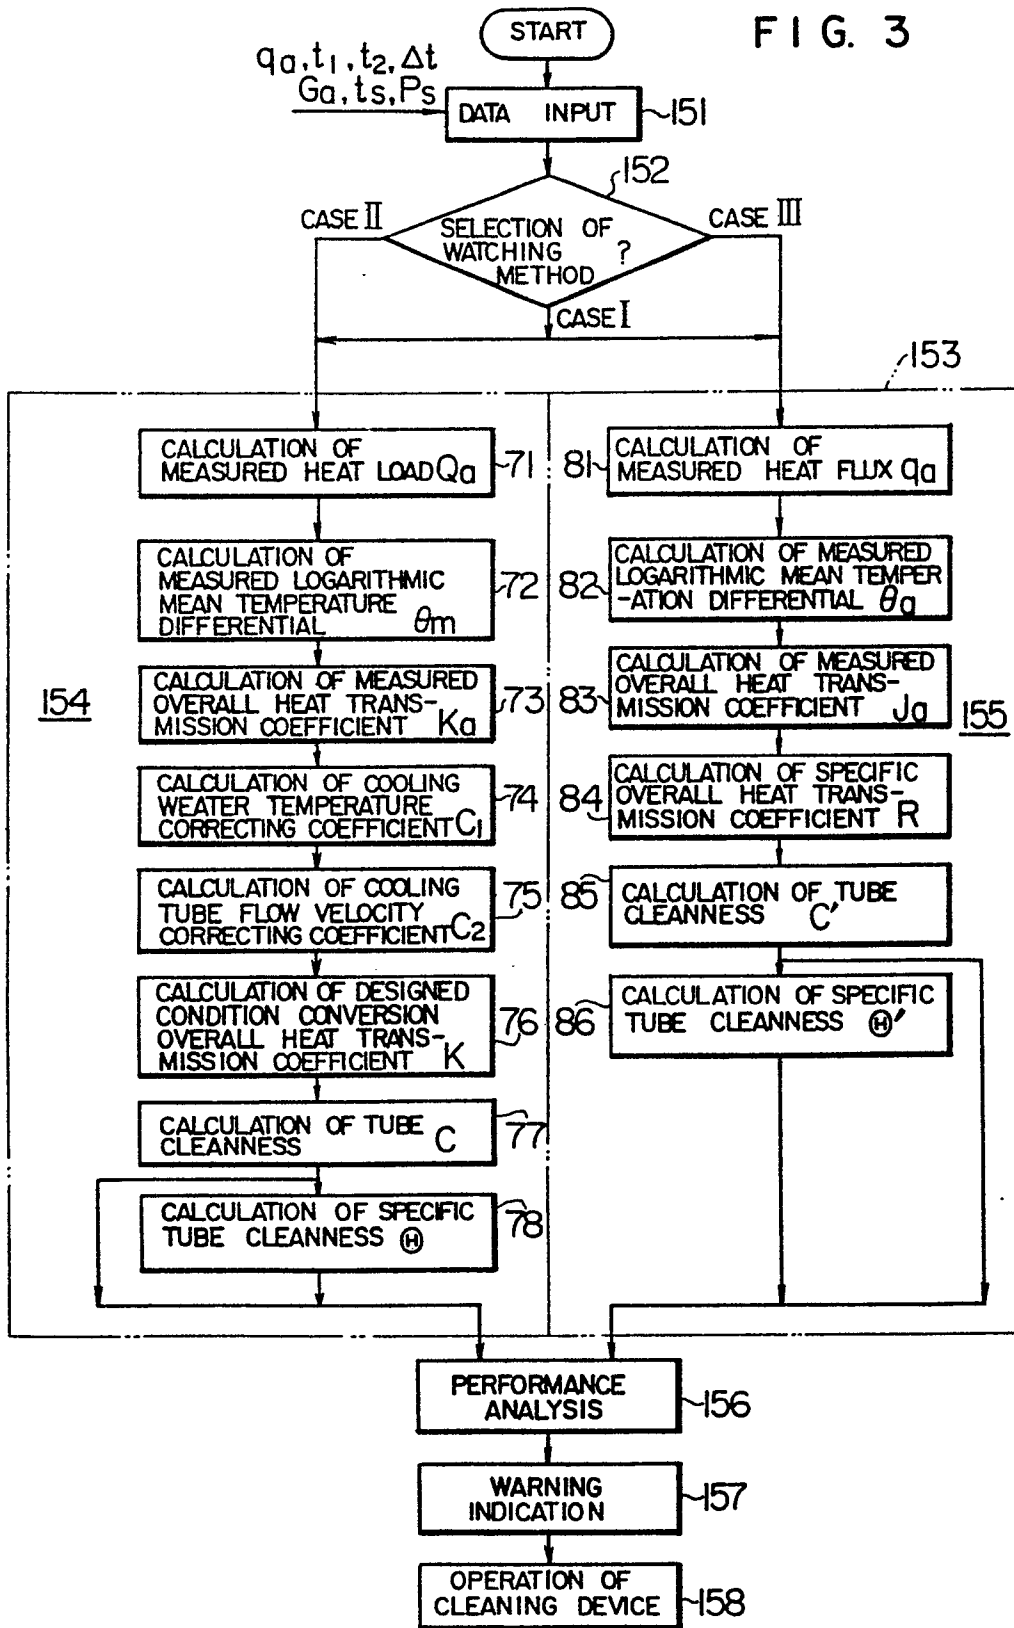 START
FIG. 3
qa, t1, t2, Δt
Ga, ts, Ps
DATA INPUT
151
152
CASE II
SELECTION OF
WATCHING ?
METHOD
CASE III
CASE I
153
154
CALCULATION OF
MEASURED HEAT LOAD Qa
71
CALCULATION OF
MEASURED LOGARITHMIC
MEAN TEMPERATURE
DIFFERENTIAL θm
72
CALCULATION OF MEASURED
OVERALL HEAT TRANS-
MISSION COEFFICIENT Ka
73
CALCULATION OF COOLING
WEATER TEMPERATURE
CORRECTING COEFFICIENT C1
74
CALCULATION OF COOLING
TUBE FLOW VELOCITY
CORRECTING COEFFICIENT C2
75
CALCULATION OF DESIGNED
CONDITION CONVERSION
OVERALL HEAT TRANS-
MISSION COEFFICIENT K
76
CALCULATION OF TUBE
CLEANNESS C
77
CALCULATION OF SPECIFIC
TUBE CLEANNESS Ⓗ
78
81
CALCULATION OF
MEASURED HEAT FLUX qa
82
CALCULATION OF MEASURED
LOGARITHMIC MEAN TEMPER
-ATION DIFFERENTIAL θa
83
CALCULATION OF MEASURED
OVERALL HEAT TRANS-
MISSION COEFFICIENT Ja
155
84
CALCULATION OF SPECIFIC
OVERALL HEAT TRANS-
MISSION COEFFICIENT R
85
CALCULATION OF TUBE
CLEANNESS C'
86
CALCULATION OF SPECIFIC
TUBE CLEANNESS Ⓗ'
PERFORMANCE
ANALYSIS
156
WARNING
INDICATION
157
OPERATION OF
CLEANING DEVICE
158